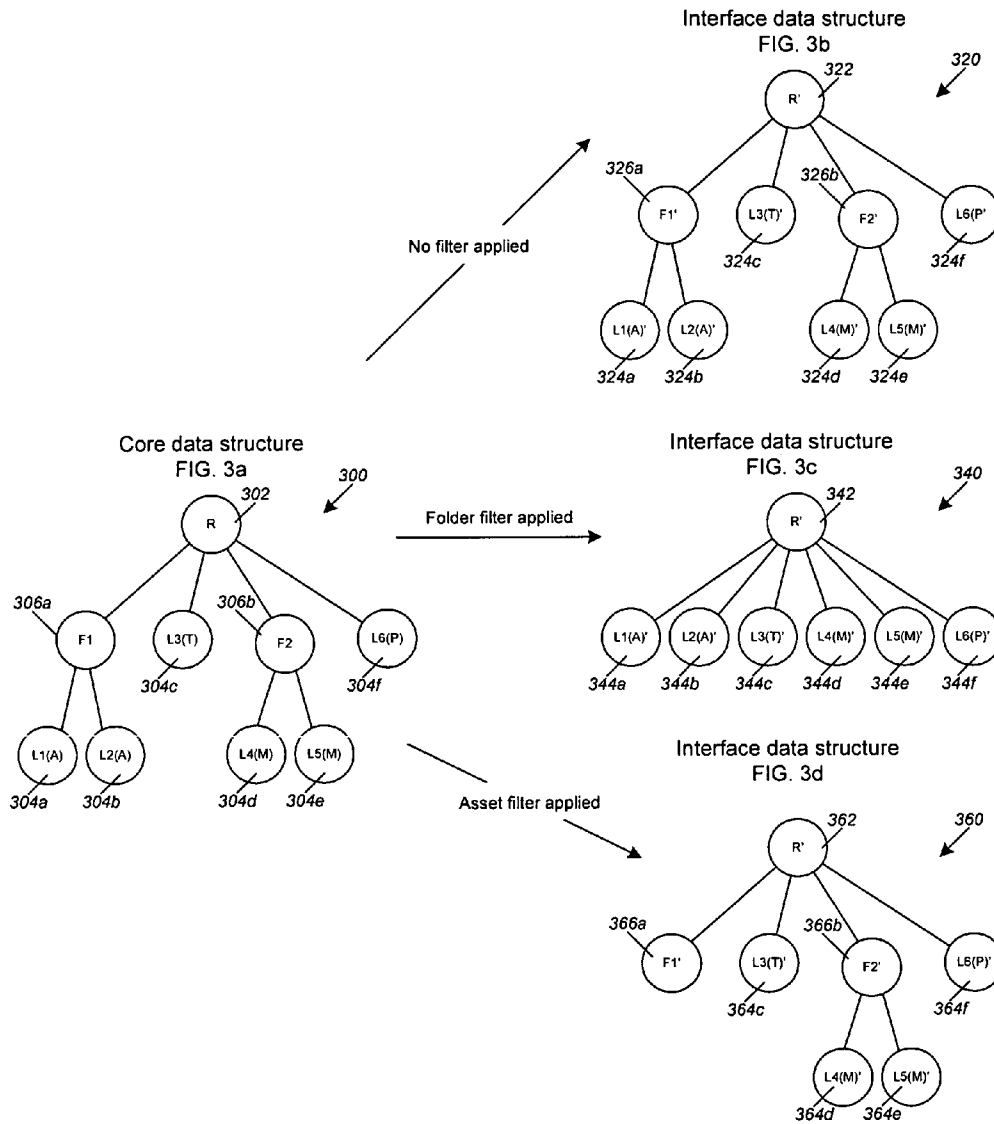 Interface data structure
FIG. 3b
322
320
R'
326a
326b
F1'
L3(T)'
F2'
L6(P'
324c
324f
No filter applied
L1(A)'
L2(A)'
L4(M)'
L5(M)'
324a
324b
324d
324e
Core data structure
FIG. 3a
302
300
R
306a
306b
F1
L3(T)
F2
L6(P)
304c
304f
L1(A)
L2(A)
L4(M)
L5(M)
304a
304b
304d
304e
Folder filter applied
Interface data structure
FIG. 3c
342
340
R'
L1(A)'
L2(A)'
L3(T)'
L4(M)'
L5(M)'
L6(P)'
344a
344b
344c
344d
344e
344f
Asset filter applied
Interface data structure
FIG. 3d
362
360
R'
366a
366b
F1'
L3(T)'
F2'
L6(P)'
364c
364f
L4(M)'
L5(M)'
364d
364e